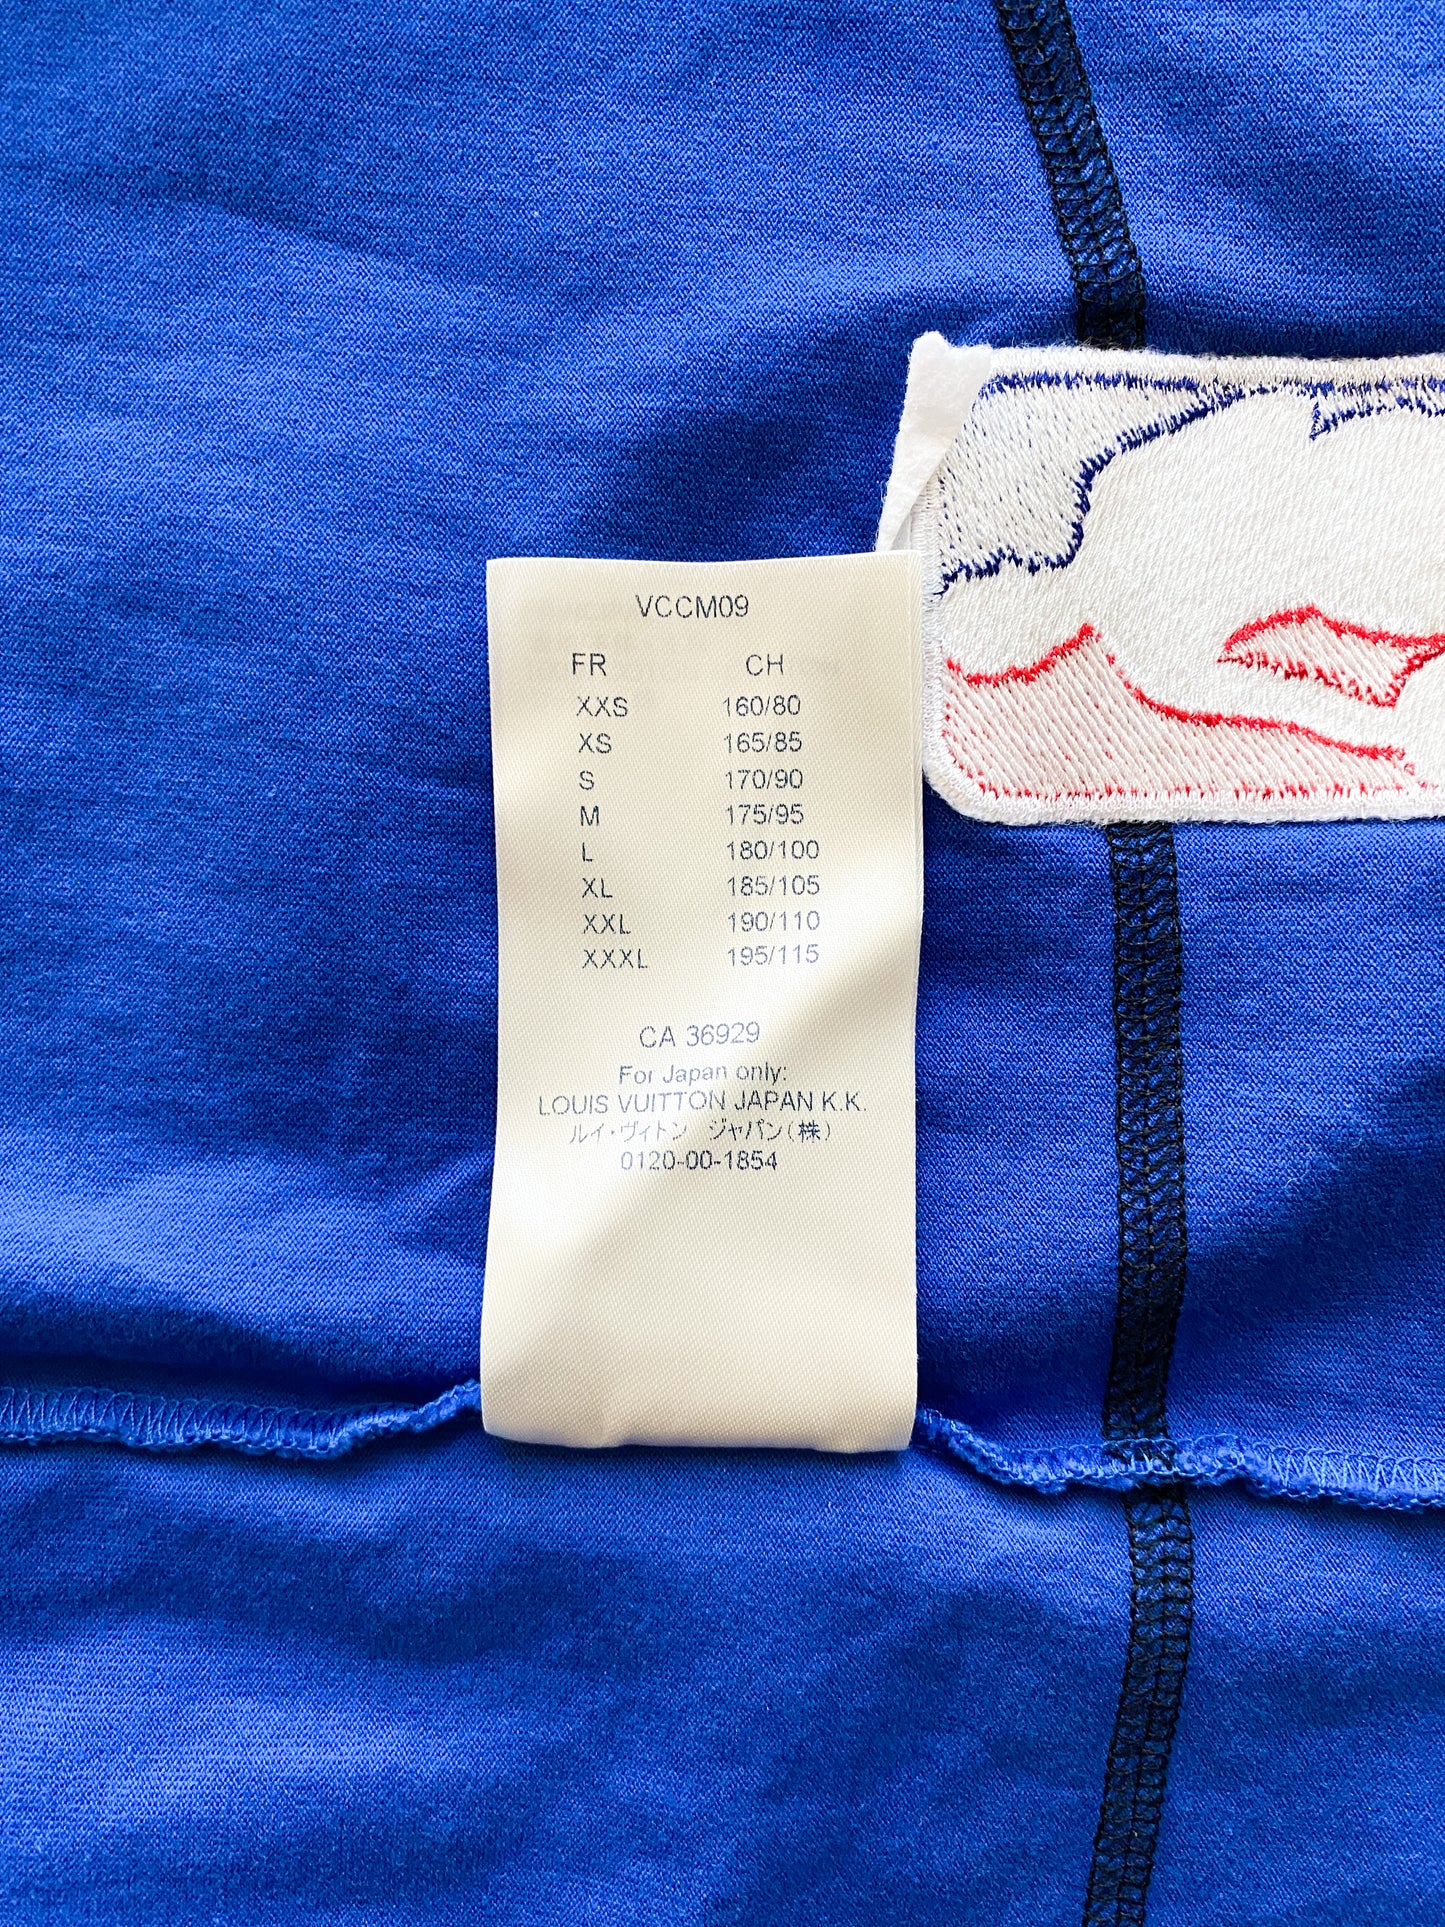 VCCM09
FR CH
XXS 160/80
XS 165/85
S 170/90
M 175/95
L 180/100
XL 185/105
XXL 190/110
XXXL 195/115
CA 36929
For Japan only:
LOUIS VUITTON JAPAN K.K.
ルイ・ヴィトン ジャパン(株)
0120-00-1854